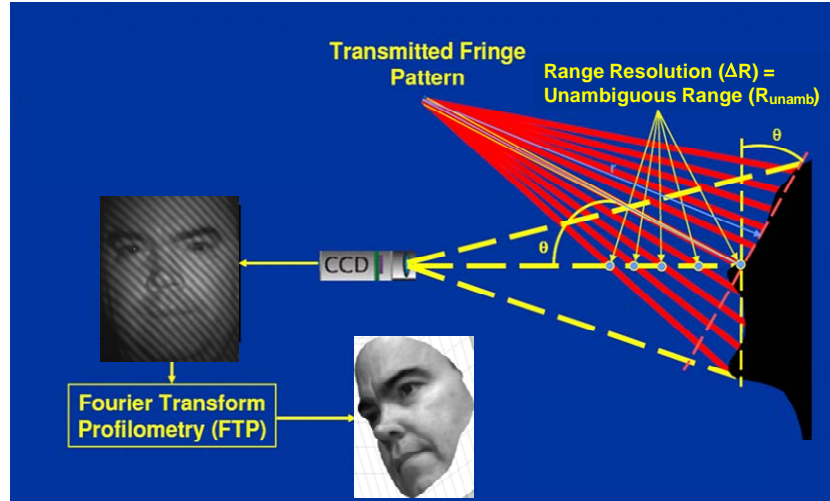 Transmitted Fringe
Pattern
Range Resolution (ΔR) =
Unambiguous Range (Runamb)
θ
r
θ
CCD
Fourier Transform
Profilometry (FTP)